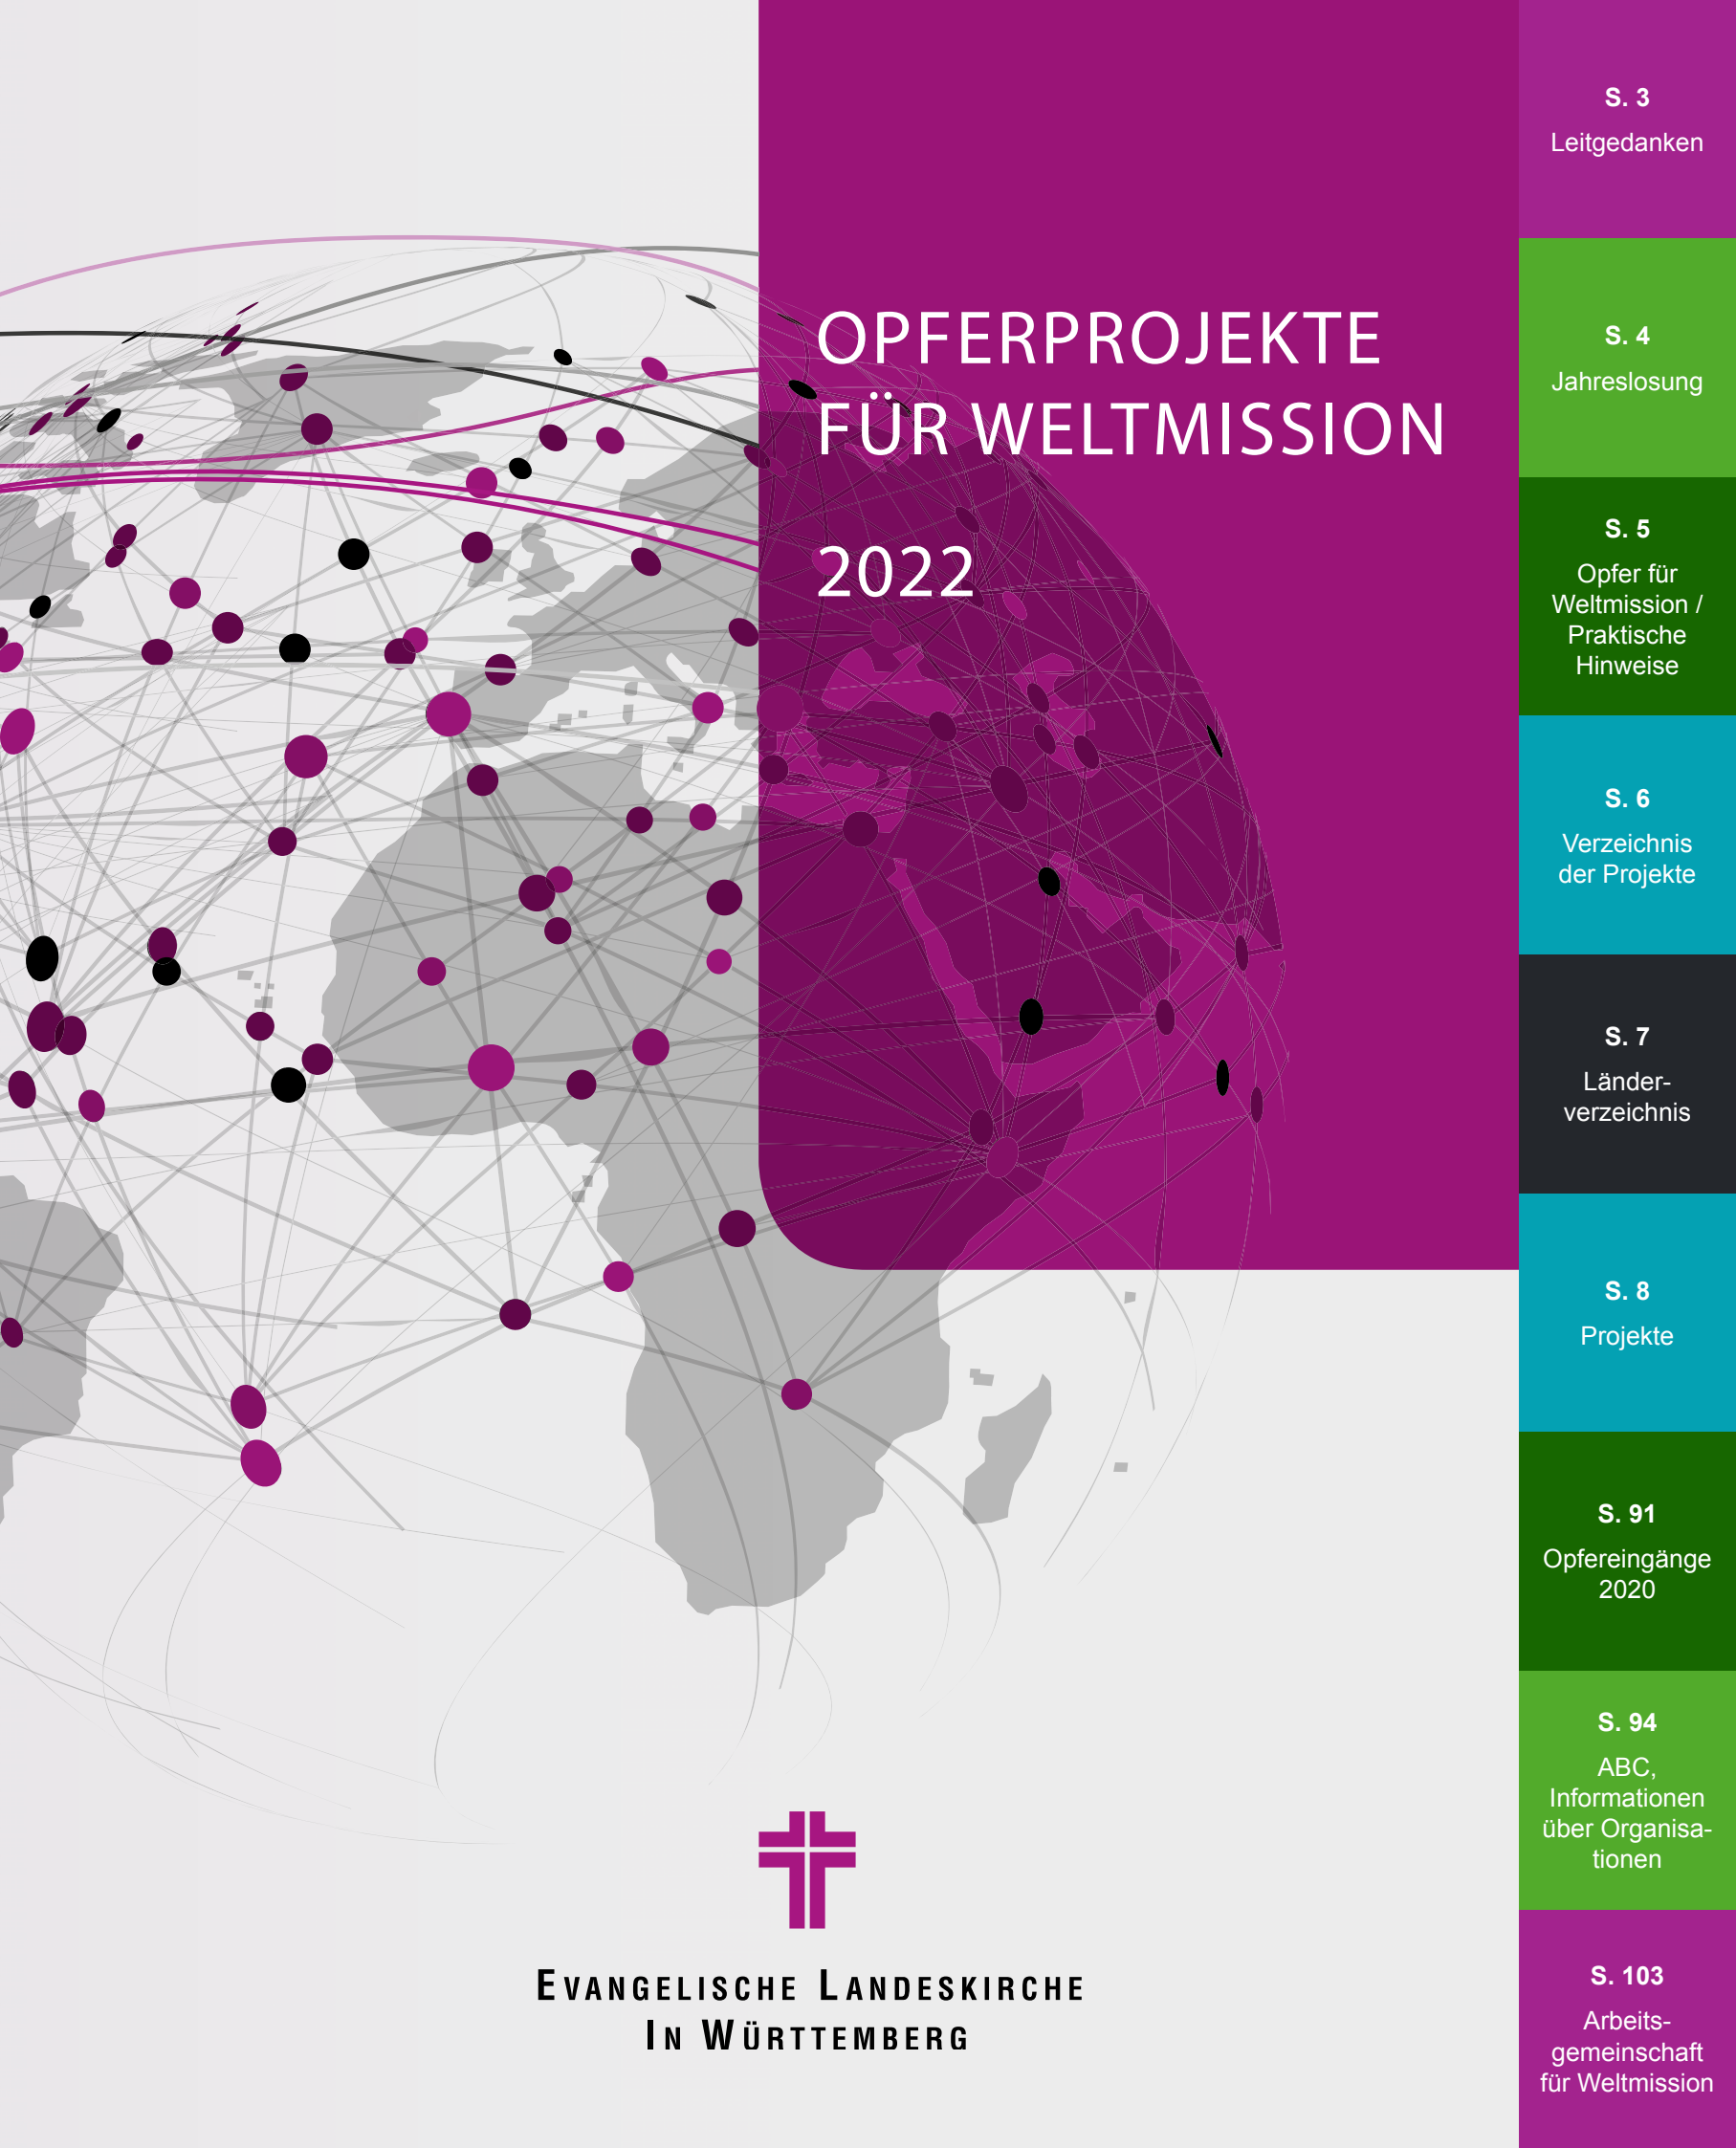 OPFERPROJEKTE
FÜR WELTMISSION
2022
EVANGELISCHE LANDESKIRCHE
IN WÜRTTEMBERG
S. 3
Leitgedanken
S. 4
Jahreslosung
S. 5
Opfer für
Weltmission /
Praktische
Hinweise
S. 6
Verzeichnis
der Projekte
S. 7
Länder-
verzeichnis
S. 8
Projekte
S. 91
Opfereingänge
2020
S. 94
ABC,
Informationen
über Organisa-
tionen
S. 103
Arbeits-
gemeinschaft
für Weltmission